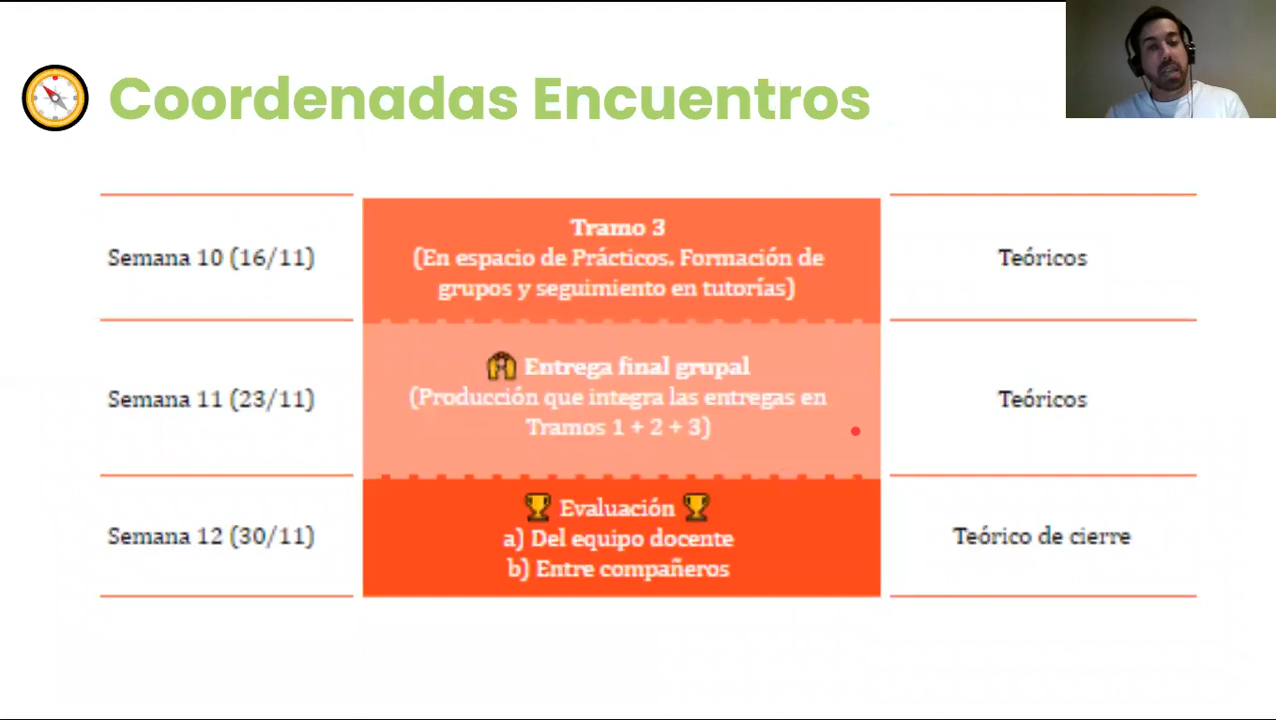 Coordenadas Encuentros
Semana 10 (16/11)
Tramo 3
(En espacio de Prácticos. Formación de
grupos y seguimiento en tutorías)
Teóricos
Semana 11 (23/11)
Entrega final grupal
(Producción que integra las entregas en
Tramos 1 + 2 + 3)
Teóricos
Semana 12 (30/11)
Evaluación
a) Del equipo docente
b) Entre compañeros
Teórico de cierre